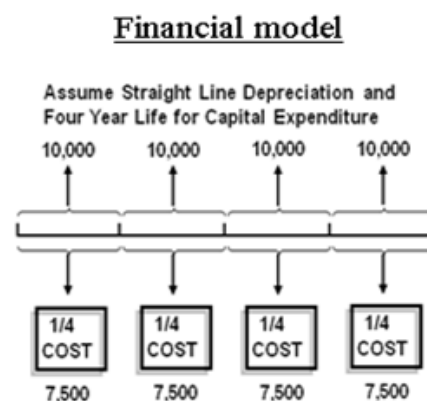 Financial model
Assume Straight Line Depreciation and
Four Year Life for Capital Expenditure
10,000 10,000 10,000 10,000
1/4 1/4 1/4 1/4
COST COST COST COST
7,500 7,500 7,500 7,500